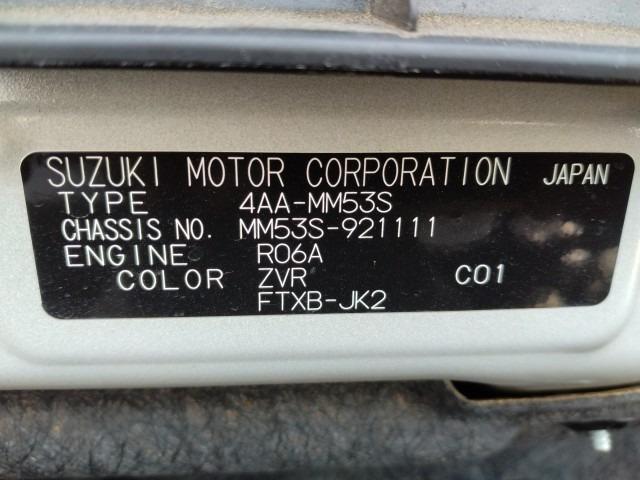 SUZUKI MOTOR CORPORATION JAPAN
TYPE 4AA-MM53S
CHASSIS NO. MM53S-921111
ENGINE R06A
COLOR ZVR C01
FTXB-JK2